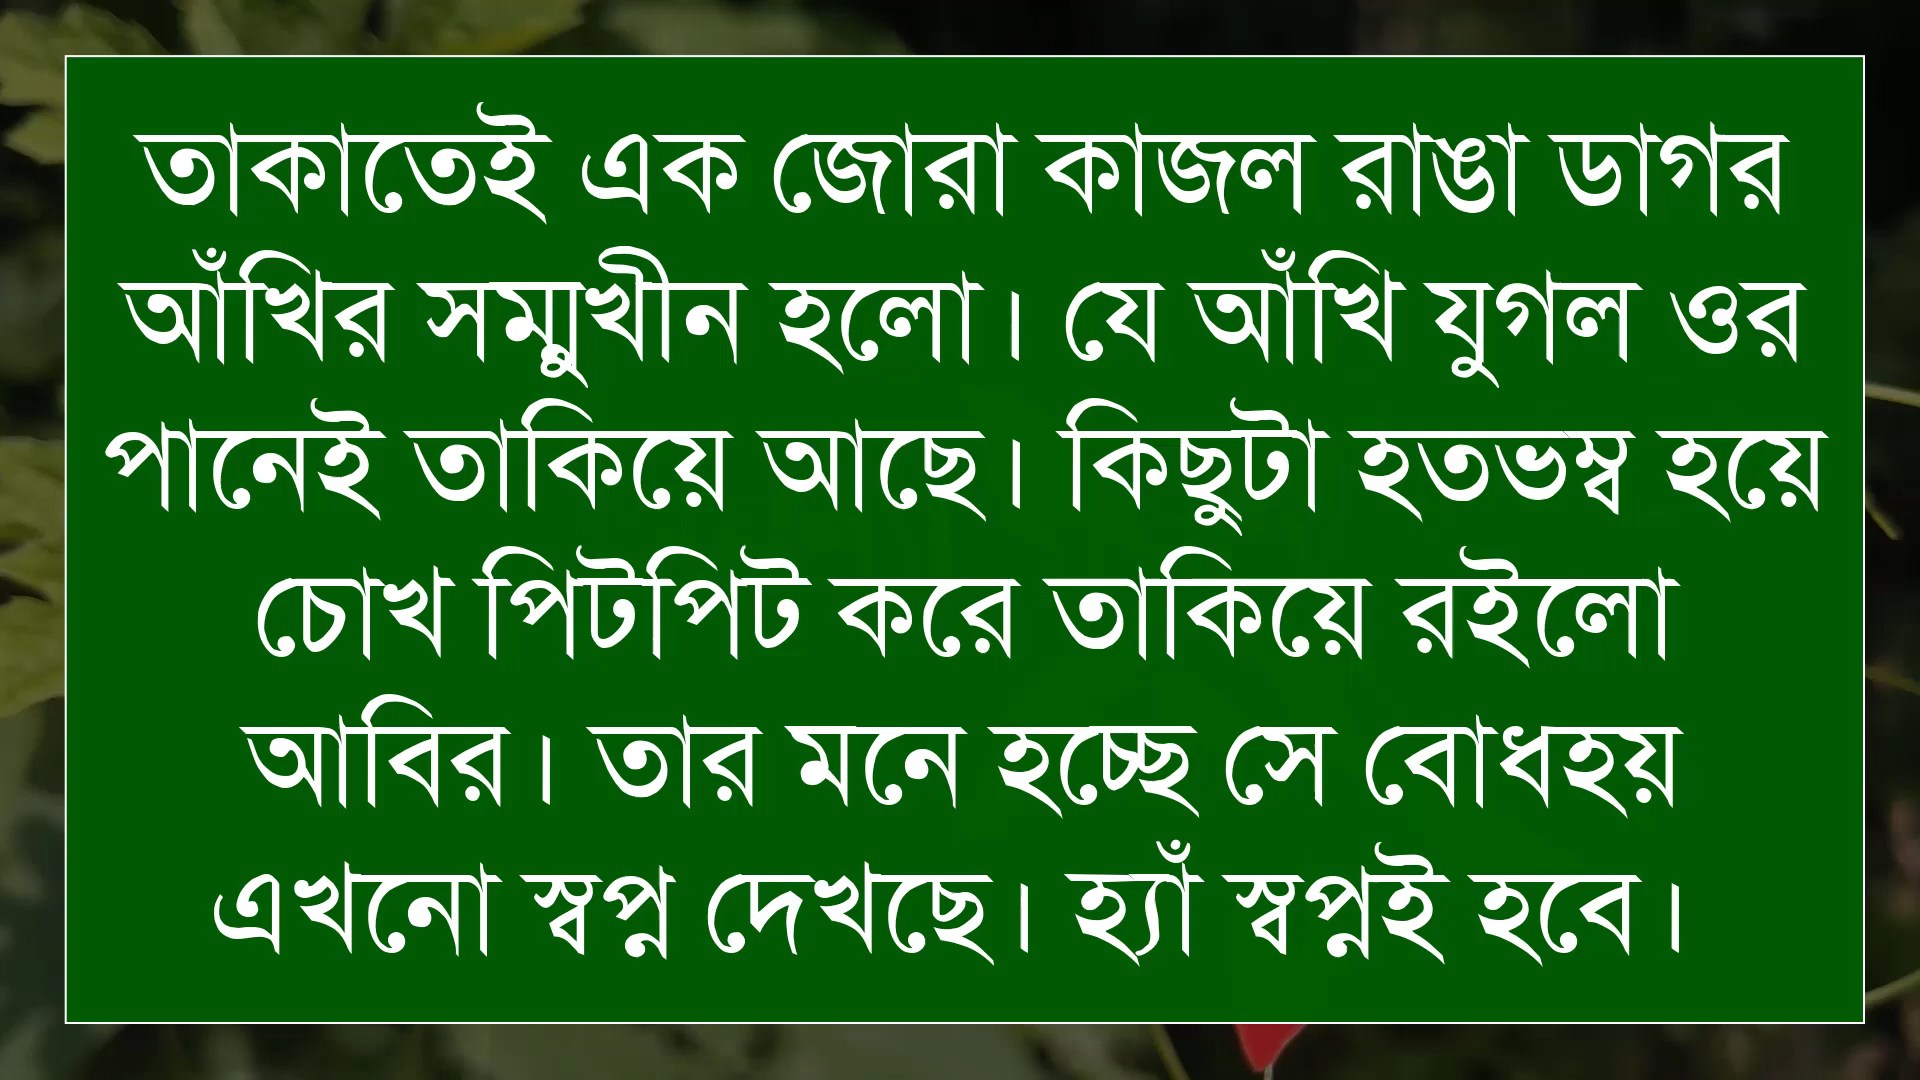 তাকাতেই এক জোরা কাজল রাঙা ডাগর
আঁখির সম্মুখীন হলো। যে আঁখি যুগল ওর
পানেই তাকিয়ে আছে। কিছুটা হতভম্ব হয়ে
চোখ পিটপিট করে তাকিয়ে রইলো
আবির। তার মনে হচ্ছে সে বোধহয়
এখনো স্বপ্ন দেখছে। হ্যাঁ স্বপ্নই হবে।